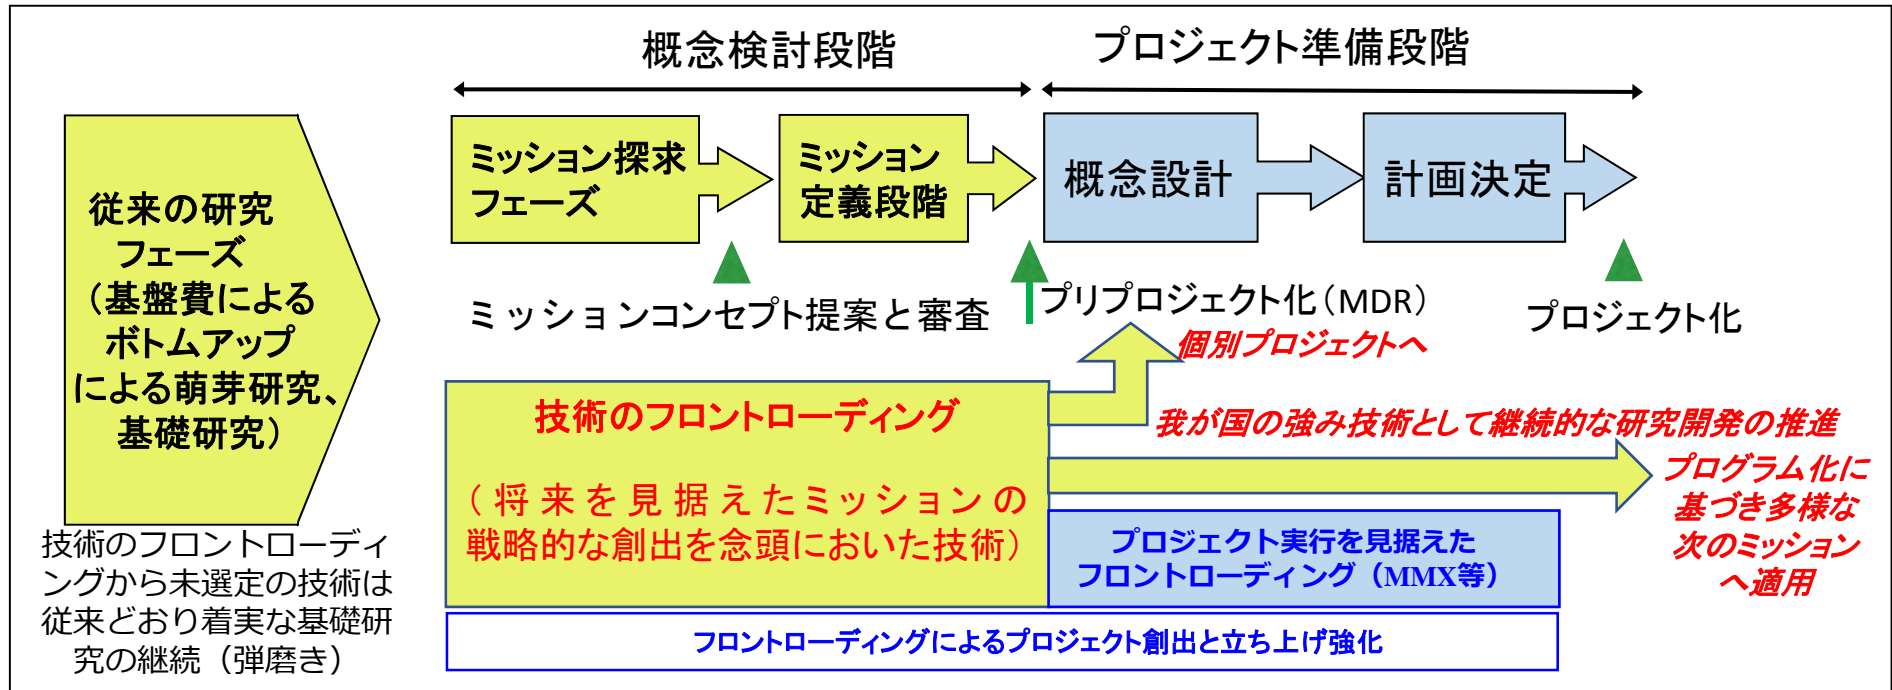 概念検討段階
プロジェクト準備段階
従来の研究
フェーズ
（基盤費による
ボトムアップ
による萌芽研究、
基礎研究）
ミッション探求
フェーズ
ミッション
定義段階
概念設計
計画決定
ミッションコンセプト提案と審査
プリプロジェクト化（MDR）
プロジェクト化
個別プロジェクトへ
技術のフロントローディング
（将来を見据えたミッションの
戦略的な創出を念頭においた技術）
我が国の強み技術として継続的な研究開発の推進
プログラム化に
基づき多様な
次のミッション
へ適用
プロジェクト実行を見据えた
フロントローディング（MMX等）
フロントローディングによるプロジェクト創出と立ち上げ強化
技術のフロントローディ
ングから未選定の技術は
従来どおり着実な基礎研
究の継続（弾磨き）